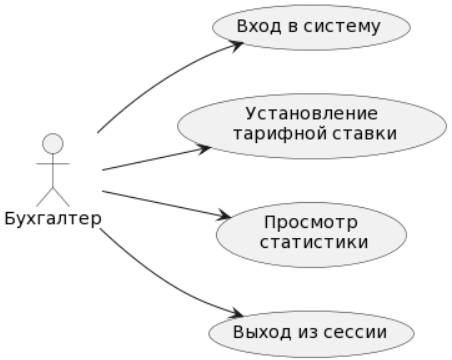 Вход в систему
Установление
тарифной ставки
Бухгалтер
Просмотр
статистики
Выход из сессии